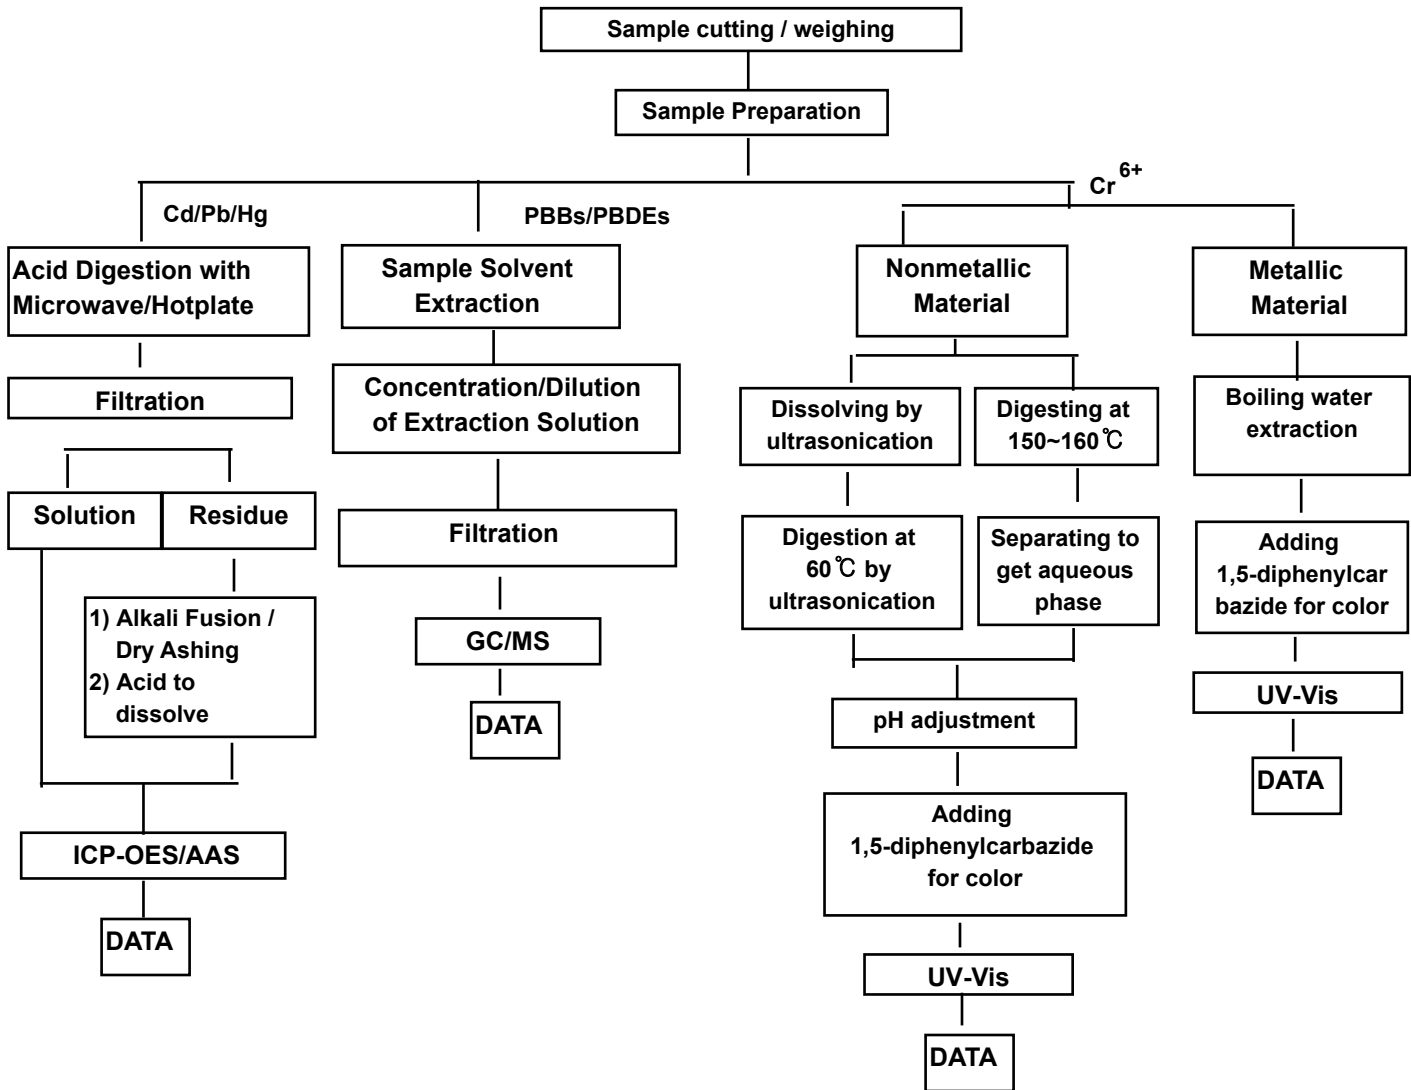 Sample cutting / weighing
Sample Preparation
Cd/Pb/Hg
PBBs/PBDEs
Cr 6+
Acid Digestion with
Microwave/Hotplate
Filtration
Solution
Residue
1) Alkali Fusion /
Dry Ashing
2) Acid to
dissolve
ICP-OES/AAS
DATA
Sample Solvent
Extraction
Concentration/Dilution
of Extraction Solution
Filtration
GC/MS
DATA
Nonmetallic
Material
Dissolving by
ultrasonication
Digestion at
60℃ by
ultrasonication
Digesting at
150~160℃
Separating to
get aqueous
phase
pH adjustment
Adding
1,5-diphenylcarbazide
for color
UV-Vis
DATA
Metallic
Material
Boiling water
extraction
Adding
1,5-diphenylcar
bazide for color
UV-Vis
DATA